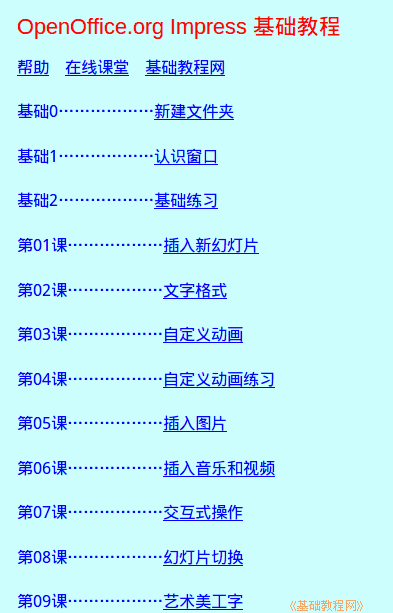 OpenOffice.org Impress 基础教程
帮助 在线课堂 基础教程网
基础0··················新建文件夹
基础1··················认识窗口
基础2··················基础练习
第01课··················插入新幻灯片
第02课··················文字格式
第03课··················自定义动画
第04课··················自定义动画练习
第05课··················插入图片
第06课··················插入音乐和视频
第07课··················交互式操作
第08课··················幻灯片切换
第09课··················艺术美工字
《基础教程网》